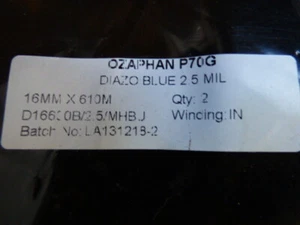 OZAPHAN P70G
DIAZO BLUE 2.5 MIL
16MM X 610M Qty: 2
D16610B/2.5/MHBJ Winding: IN
Batch No: LA131218-2